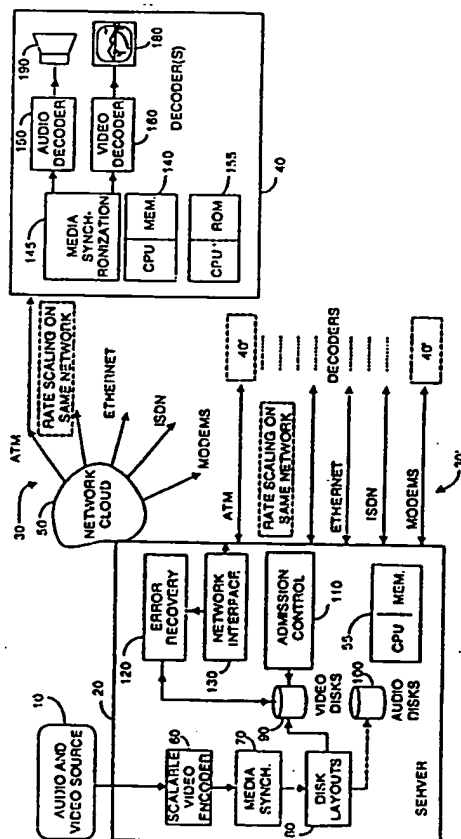 10
AUDIO AND
VIDEO SOURCE
20
SCALABLE
VIDEO
ENCODER
60
MEDIA
SYNCH.
70
DISK
LAYOUTS
80
ERROR
RECOVERY
120
NETWORK
INTERFACE
130
ADMISSION
CONTROL
110
VIDEO DISKS
90
100
AUDIO
DISKS
55
CPU
MEM.
SERVER
30
50
NETWORK
CLOUD
ATM
RATE SCALING ON
SAME NETWORK
ETHERNET
ISDN
MODEMS
ATM
RATE SCALING ON
SAME NETWORK
ETHERNET
ISDN
MODEMS
40'
DECODERS
40'
30'
145
MEDIA
SYNCH-
RONIZATION
150
AUDIO
DECODER
190
VIDEO
DECODER
160
180
DECODER(S)
CPU
MEM.
140
CPU'
ROM
155
40